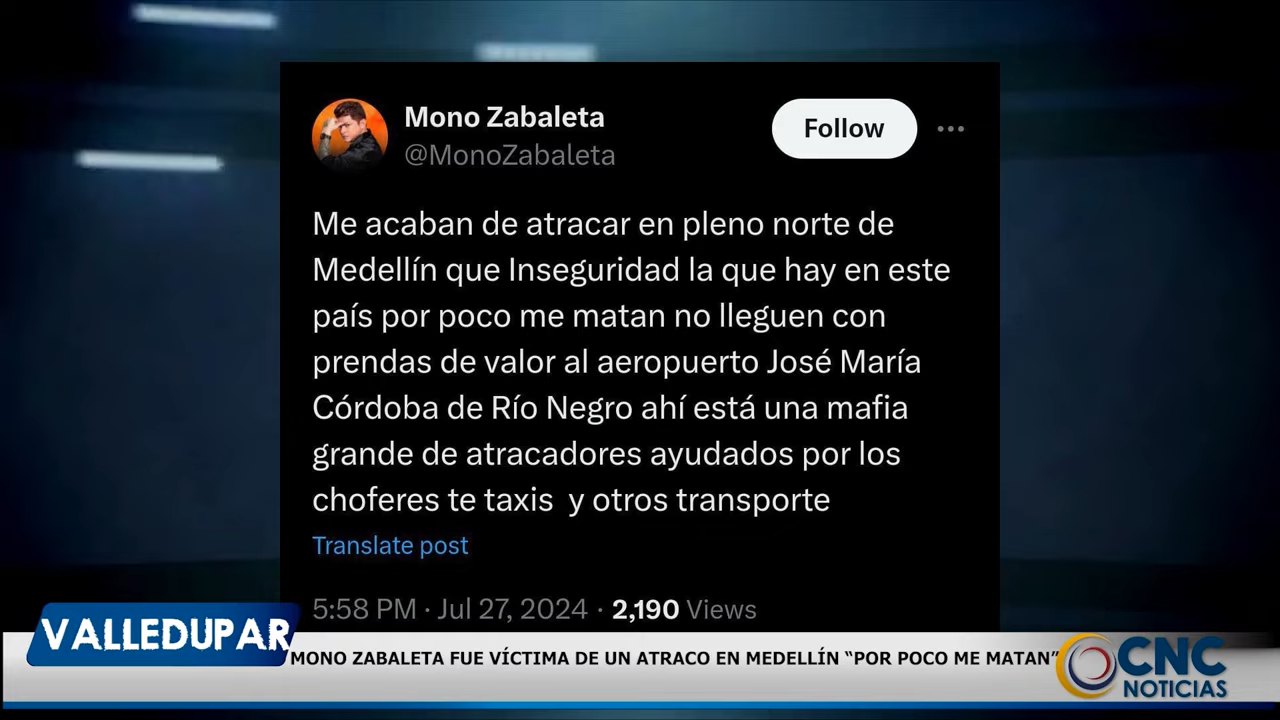 Mono Zabaleta
@MonoZabaleta
Follow
Me acaban de atracar en pleno norte de
Medellín que Inseguridad la que hay en este
país por poco me matan no lleguen con
prendas de valor al aeropuerto José María
Córdoba de Río Negro ahí está una mafia
grande de atracadores ayudados por los
choferes te taxis  y otros transporte
Translate post
5:58 PM · Jul 27, 2024 · 2,190 Views
VALLEDUPAR
MONO ZABALETA FUE VÍCTIMA DE UN ATRACO EN MEDELLÍN “POR POCO ME MATAN”
CNC
NOTICIAS